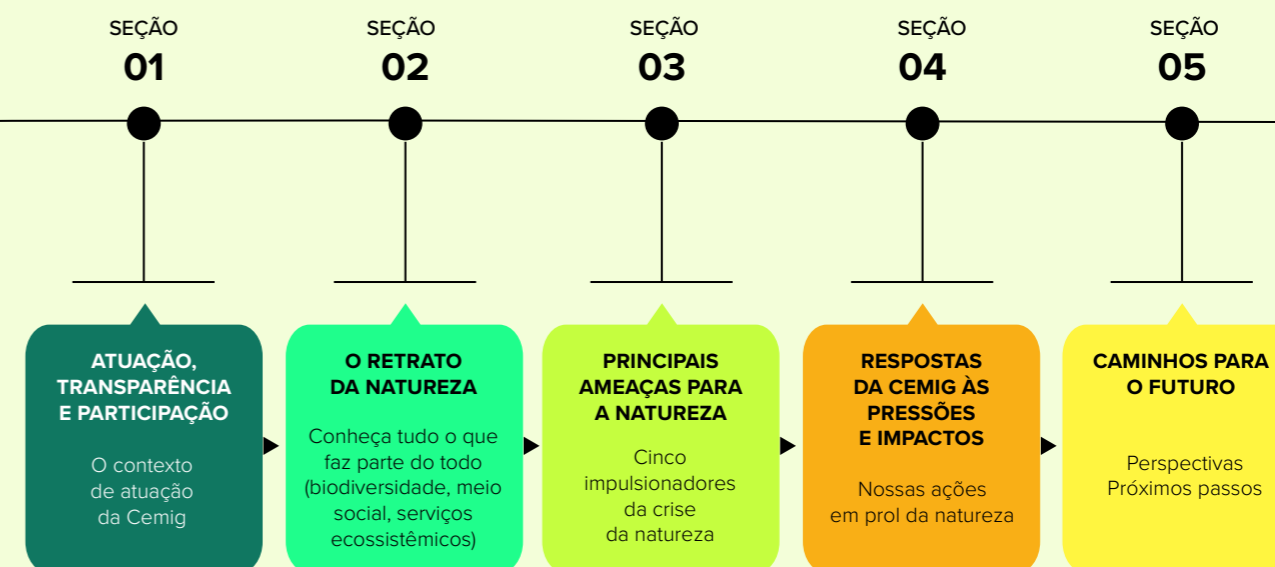 SEÇÃO
01
SEÇÃO
02
SEÇÃO
03
SEÇÃO
04
SEÇÃO
05
ATUAÇÃO,
TRANSPARÊNCIA
E PARTICIPAÇÃO
O contexto
de atuação
da Cemig
O RETRATO
DA NATUREZA
Conheça tudo o que
faz parte do todo
(biodiversidade, meio
social, serviços
ecossistêmicos)
PRINCIPAIS
AMEAÇAS PARA
A NATUREZA
Cinco
impulsionadores
da crise
da natureza
RESPOSTAS
DA CEMIG ÀS
PRESSÕES
E IMPACTOS
Nossas ações
em prol da natureza
CAMINHOS PARA
O FUTURO
Perspectivas
Próximos passos